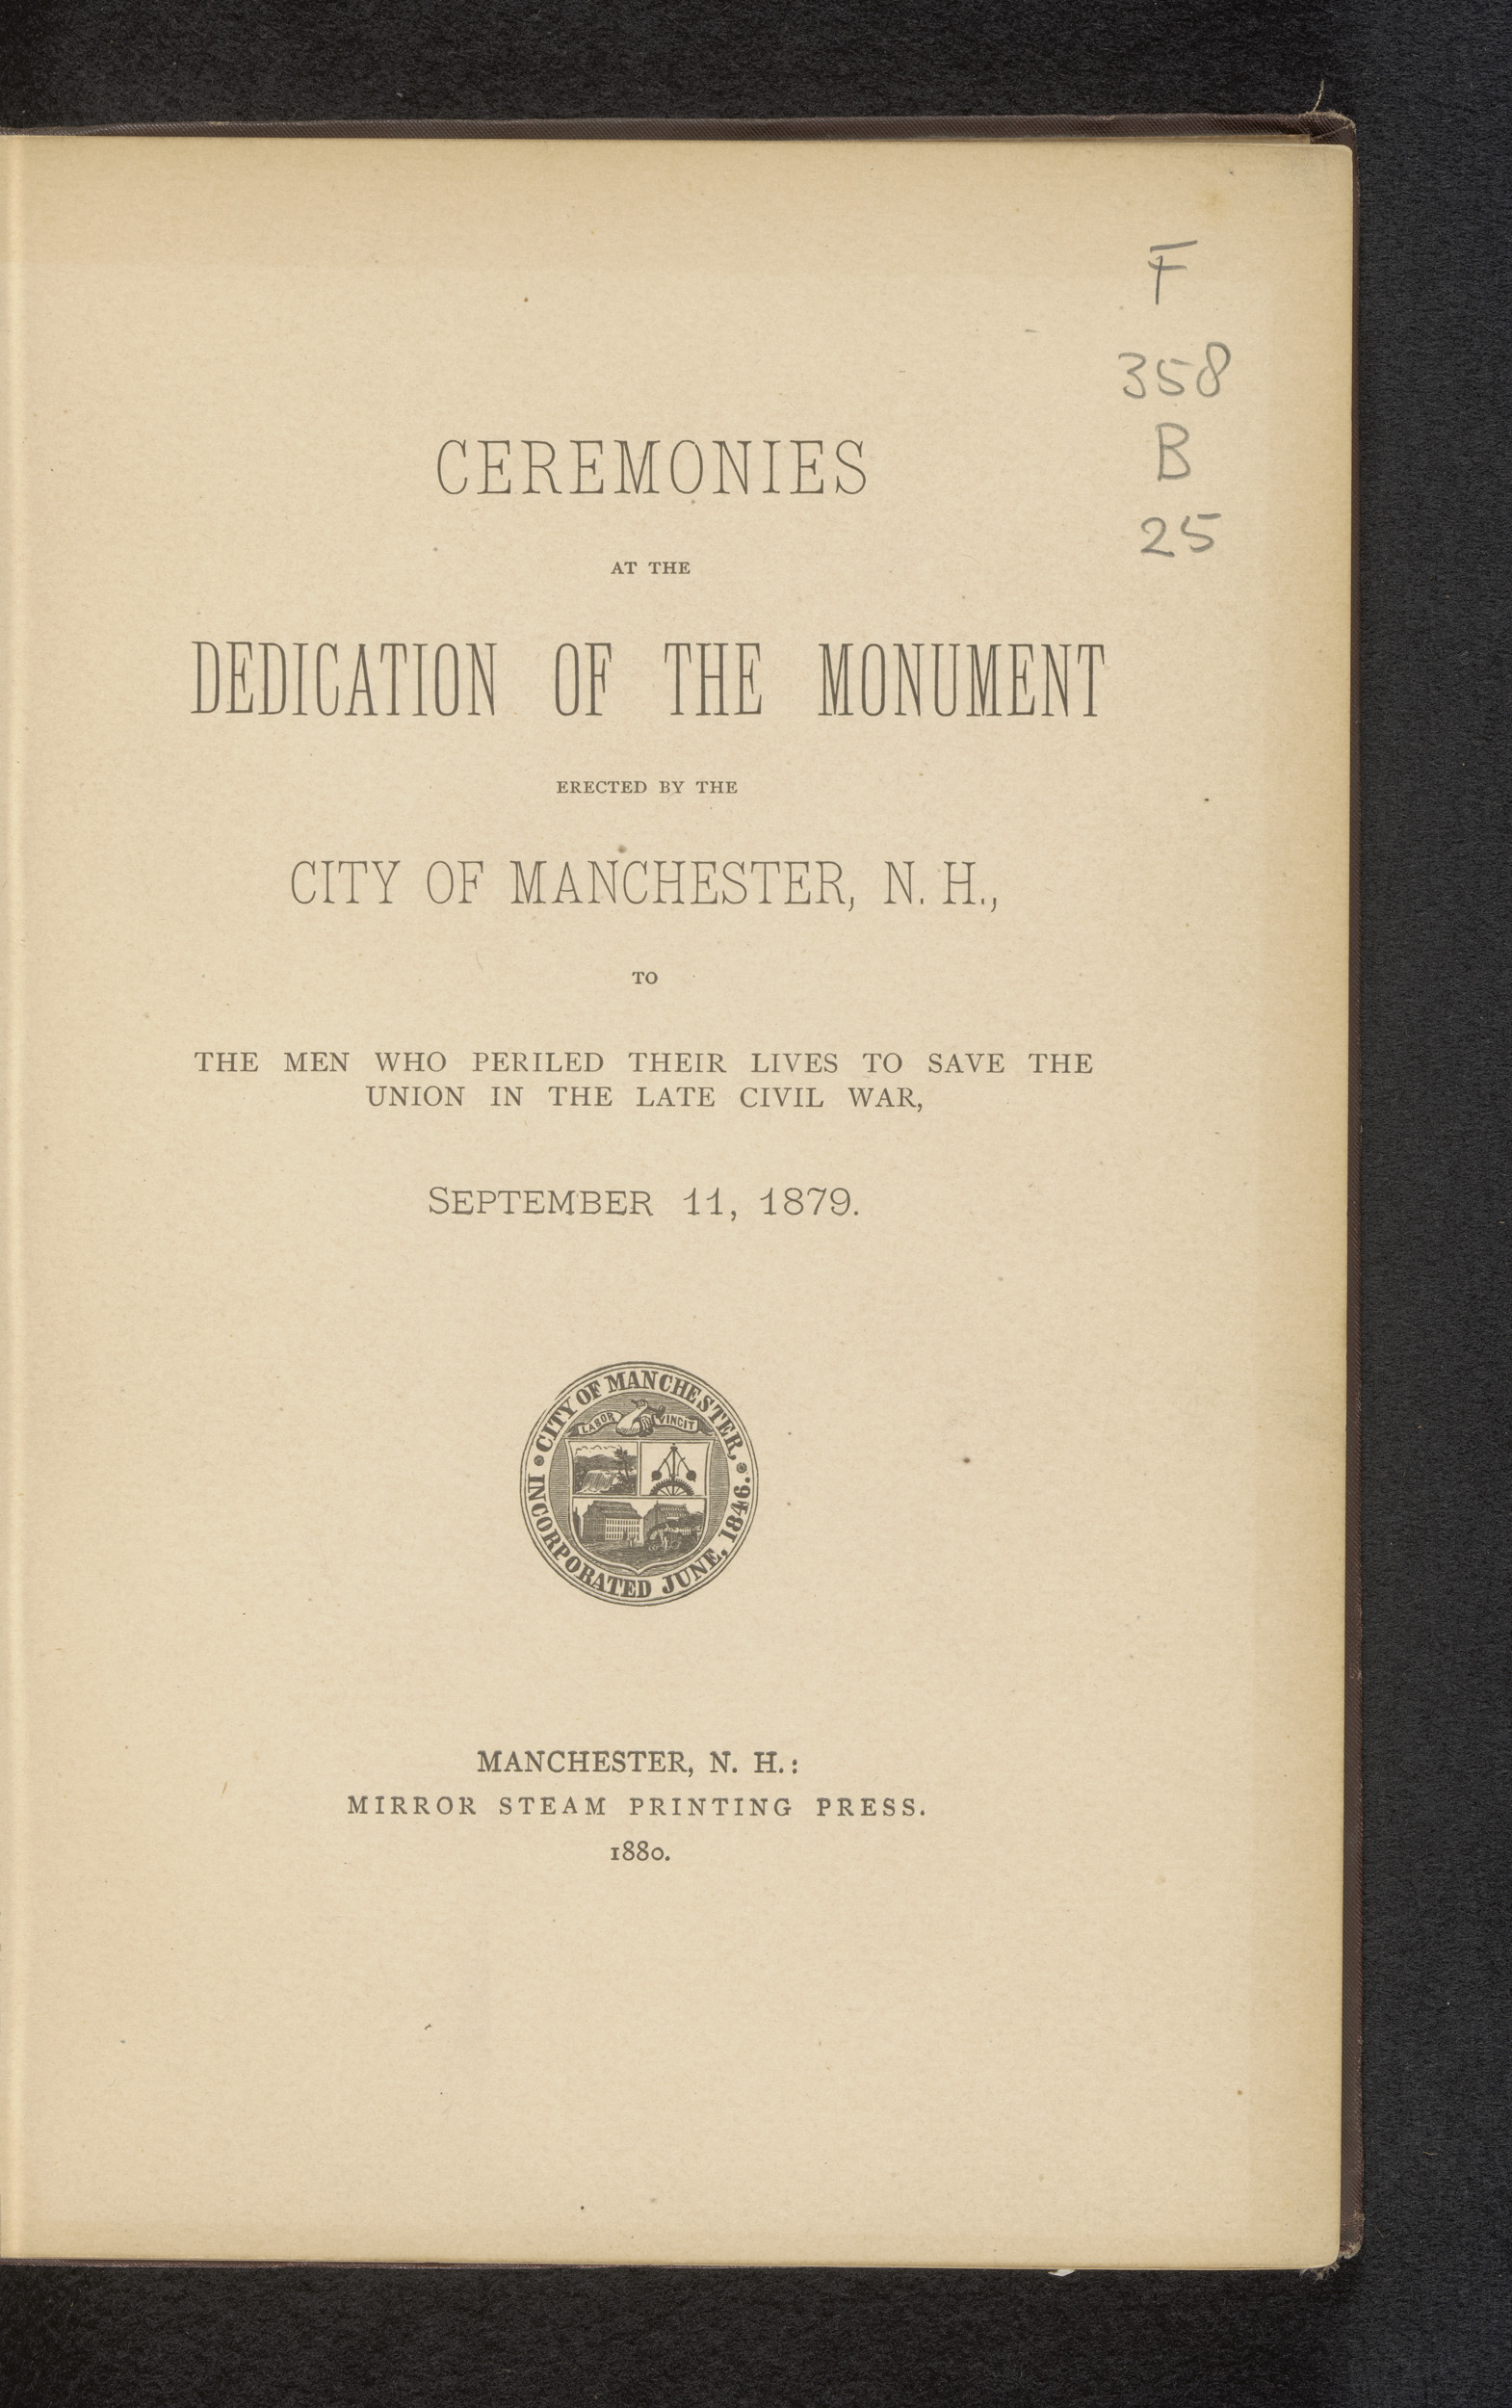 F
358
B
25
CEREMONIES
AT THE
DEDICATION OF THE MONUMENT
ERECTED BY THE
CITY OF MANCHESTER, N. H.,
TO
THE MEN WHO PERILED THEIR LIVES TO SAVE THE
UNION IN THE LATE CIVIL WAR,
SEPTEMBER 11, 1879.
CITY OF MANCHESTER,
LABOR VINCIT
INCORPORATED JUNE, 1846.
MANCHESTER, N. H.:
MIRROR STEAM PRINTING PRESS.
1880.